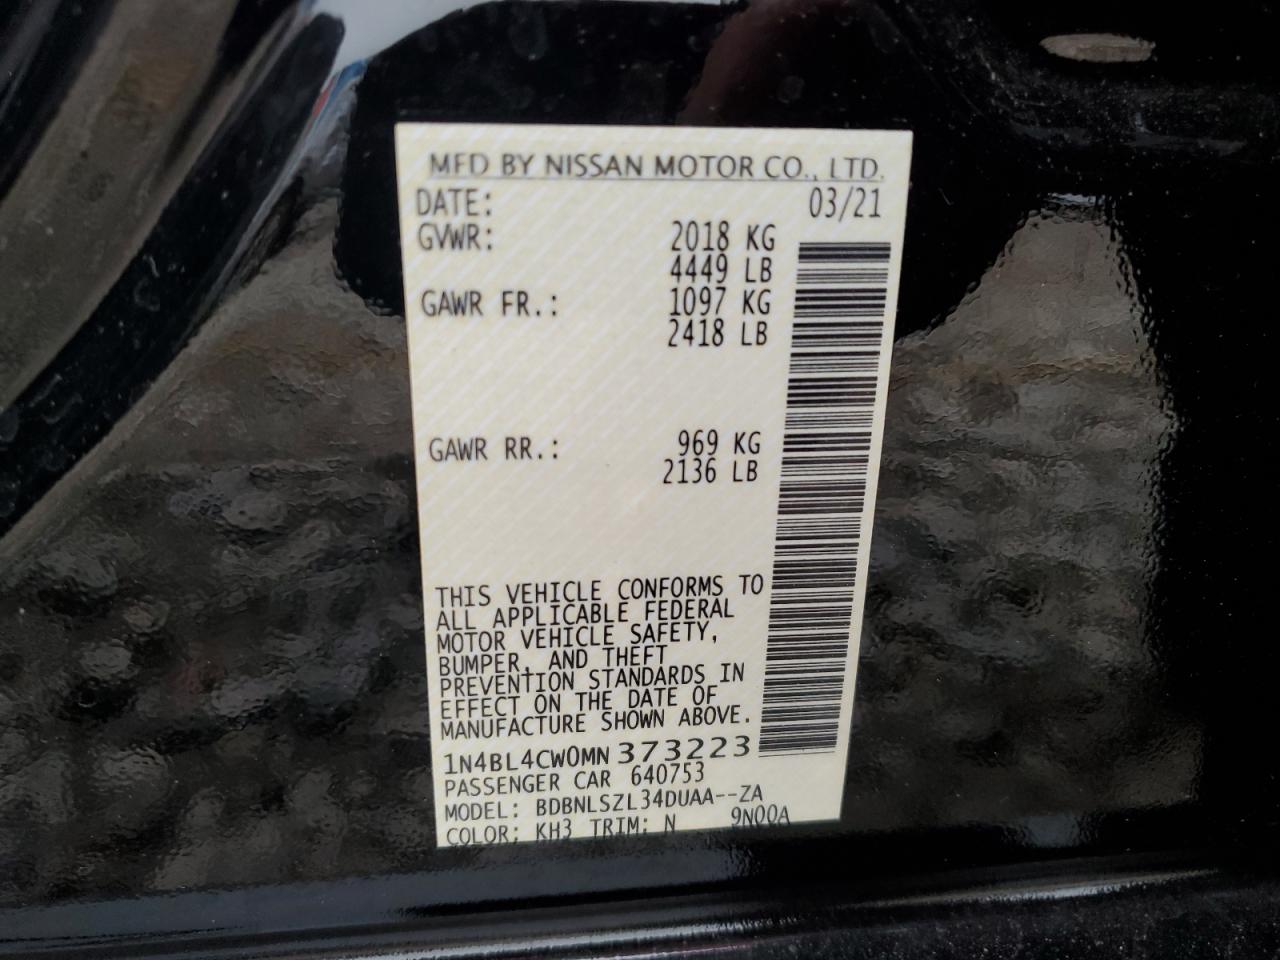 MFD BY NISSAN MOTOR CO., LTD.
DATE: 03/21
GVWR: 2018 KG
4449 LB
GAWR FR.: 1097 KG
2418 LB
GAWR RR.: 969 KG
2136 LB
THIS VEHICLE CONFORMS TO
ALL APPLICABLE FEDERAL
MOTOR VEHICLE SAFETY,
BUMPER, AND THEFT
PREVENTION STANDARDS IN
EFFECT ON THE DATE OF
MANUFACTURE SHOWN ABOVE.
1N4BL4CW0MN 373223
PASSENGER CAR 640753
MODEL: BDBNLSZL34DUAA--ZA
COLOR: KH3 TRIM: N 9N00A